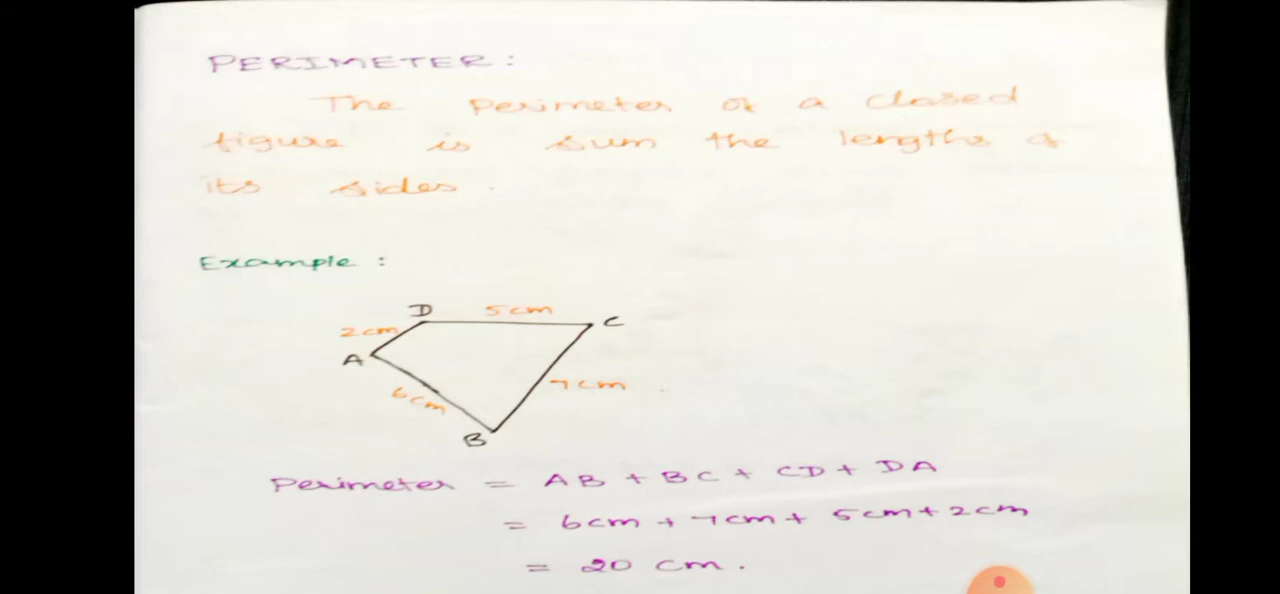 PERIMETER :
The Perimeter of a closed
figure is sum the lengths of
its sides .
Example :
D 5cm C
2cm
A
7cm
6cm
B
Perimeter = AB + BC + CD + DA
= 6cm + 7cm + 5cm + 2cm
= 20 cm .